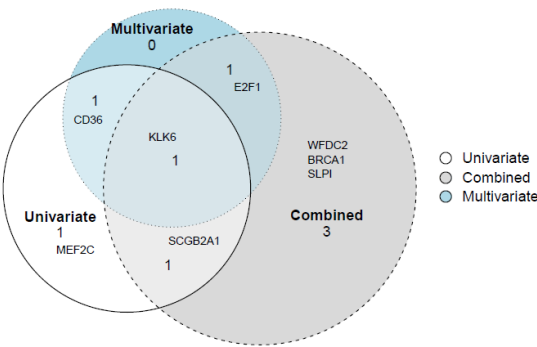 Multivariate
0
1
E2F1
1
CD36
KLK6
1
WFDC2
BRCA1
SLPI
Combined
3
Univariate
1
MEF2C
SCGB2A1
1
Univariate
Combined
Multivariate